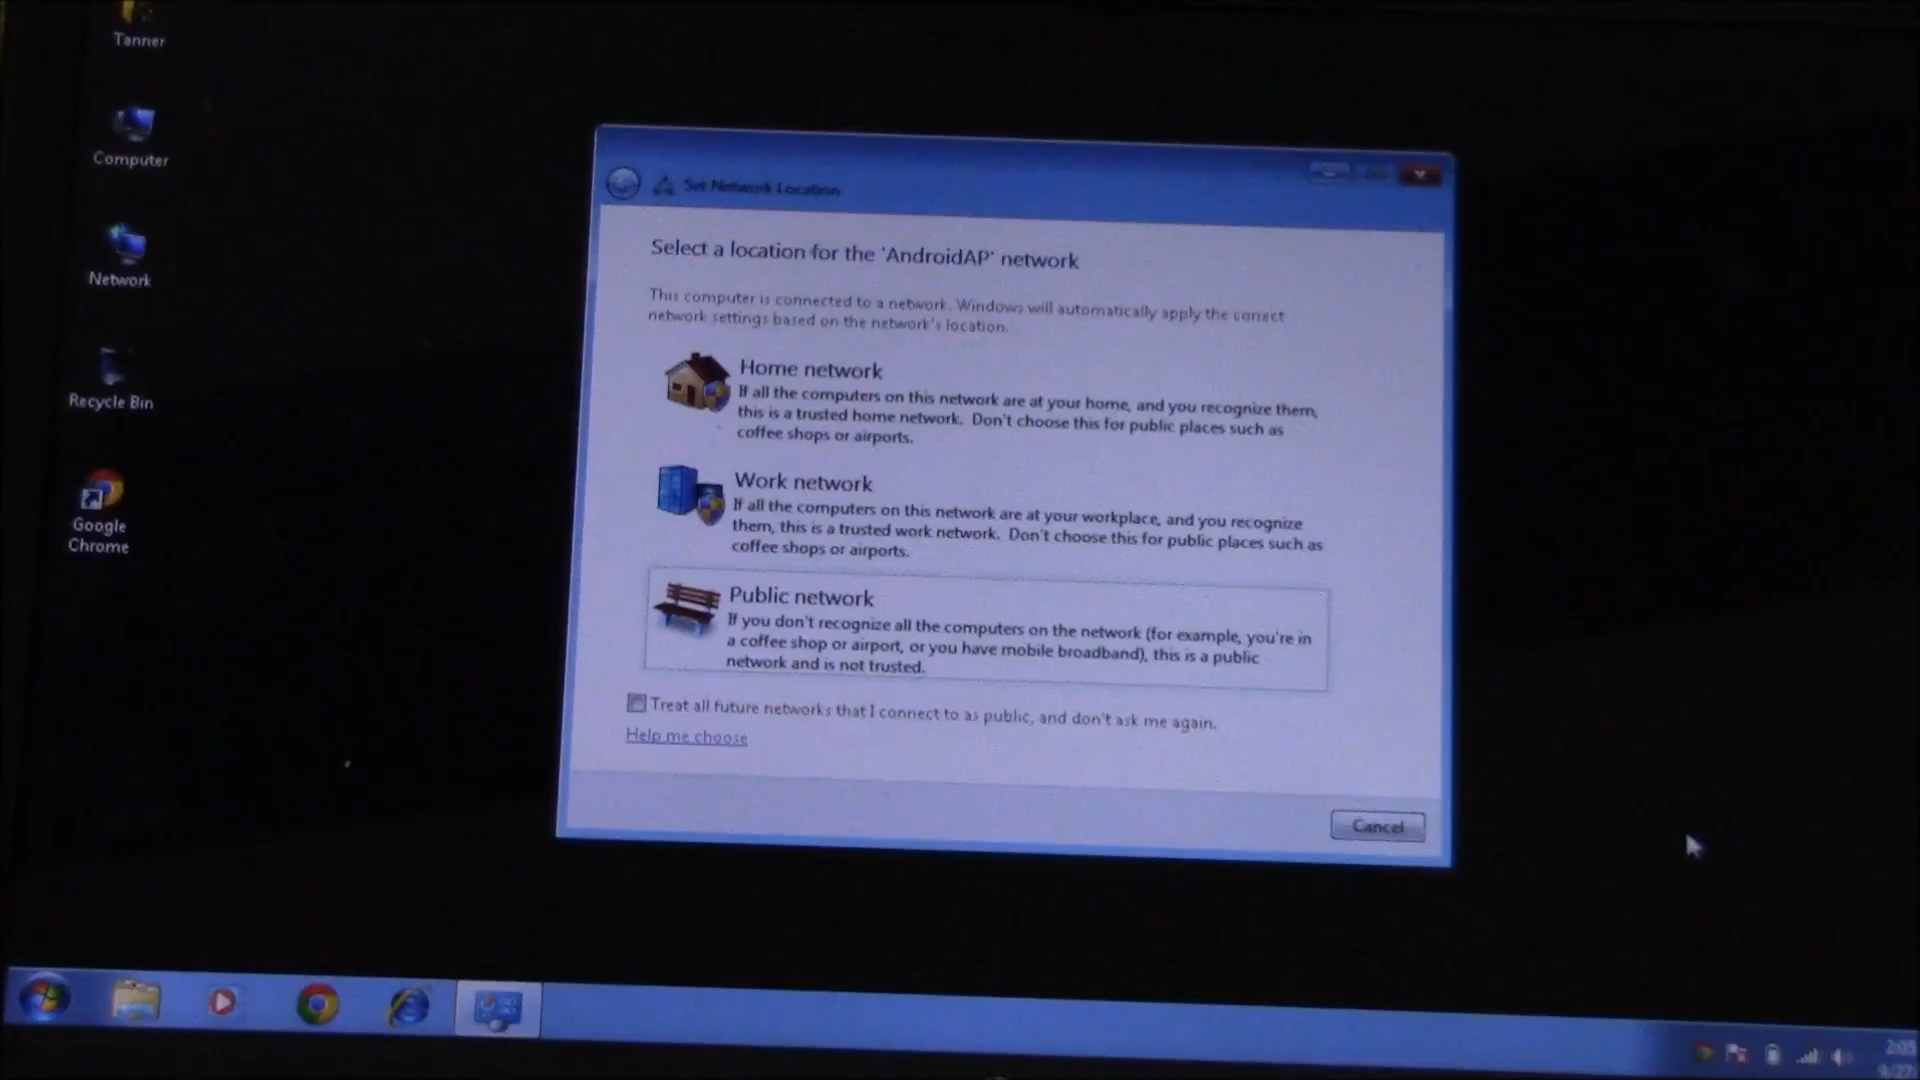 Tanner
Computer
Network
Recycle Bin
Google
Chrome
Set Network Location
Select a location for the 'AndroidAP' network
This computer is connected to a network. Windows will automatically apply the correct
network settings based on the network's location.
Home network
If all the computers on this network are at your home, and you recognize them,
this is a trusted home network. Don't choose this for public places such as
coffee shops or airports.
Work network
If all the computers on this network are at your workplace, and you recognize
them, this is a trusted work network. Don't choose this for public places such as
coffee shops or airports.
Public network
If you don't recognize all the computers on the network (for example, you're in
a coffee shop or airport, or you have mobile broadband), this is a public
network and is not trusted.
Treat all future networks that I connect to as public, and don't ask me again.
Help me choose
Cancel